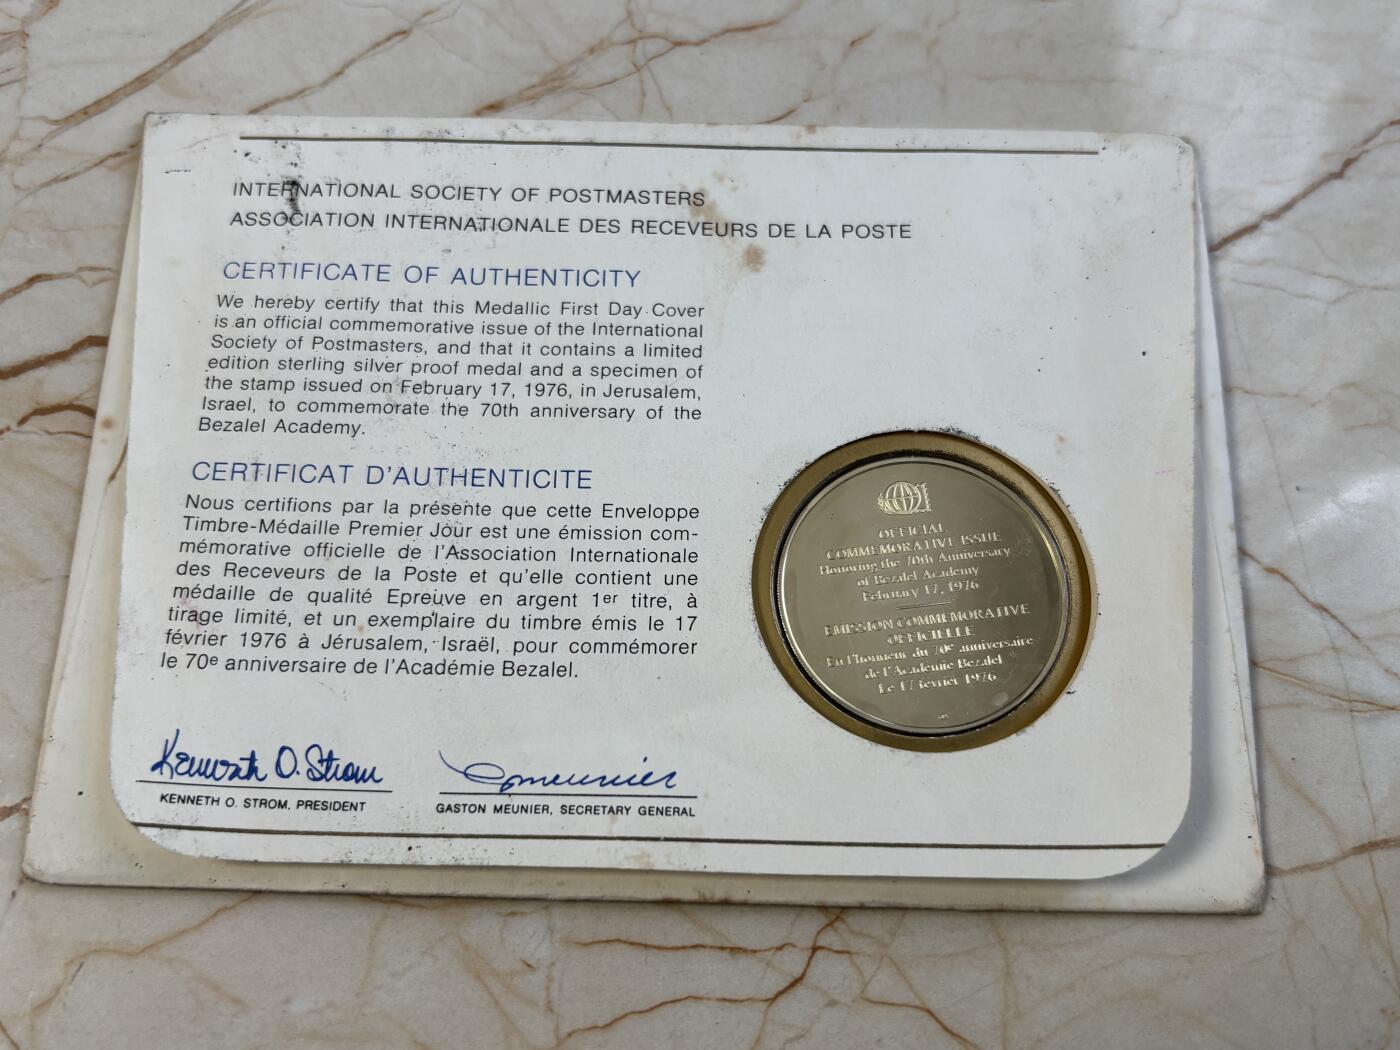 INTERNATIONAL SOCIETY OF POSTMASTERS
ASSOCIATION INTERNATIONALE DES RECEVEURS DE LA POSTE
CERTIFICATE OF AUTHENTICITY
We hereby certify that this Medallic First Day Cover
is an official commemorative issue of the International
Society of Postmasters, and that it contains a limited
edition sterling silver proof medal and a specimen of
the stamp issued on February 17, 1976, in Jerusalem,
Israel, to commemorate the 70th anniversary of the
Bezalel Academy.
CERTIFICAT D'AUTHENTICITE
Nous certifions par la présente que cette Enveloppe
Timbre-Médaille Premier Jour est une émission com-
mémorative officielle de l'Association Internationale
des Receveurs de la Poste et qu'elle contient une
médaille de qualité Epreuve en argent 1er titre, à
tirage limité, et un exemplaire du timbre émis le 17
février 1976 à Jérusalem, Israël, pour commémorer
le 70e anniversaire de l'Académie Bezalel.
Kenneth O. Strom
GMeunier
KENNETH O. STROM, PRESIDENT
GASTON MEUNIER, SECRETARY GENERAL
OFFICIAL
COMMEMORATIVE ISSUE
Honoring the 70th Anniversary
of Bezalel Academy
February 17, 1976
EMISSION COMMEMORATIVE
OFFICIELLE
En l'honneur du 70e anniversaire
de l'Académie Bezalel
Le 17 février 1976